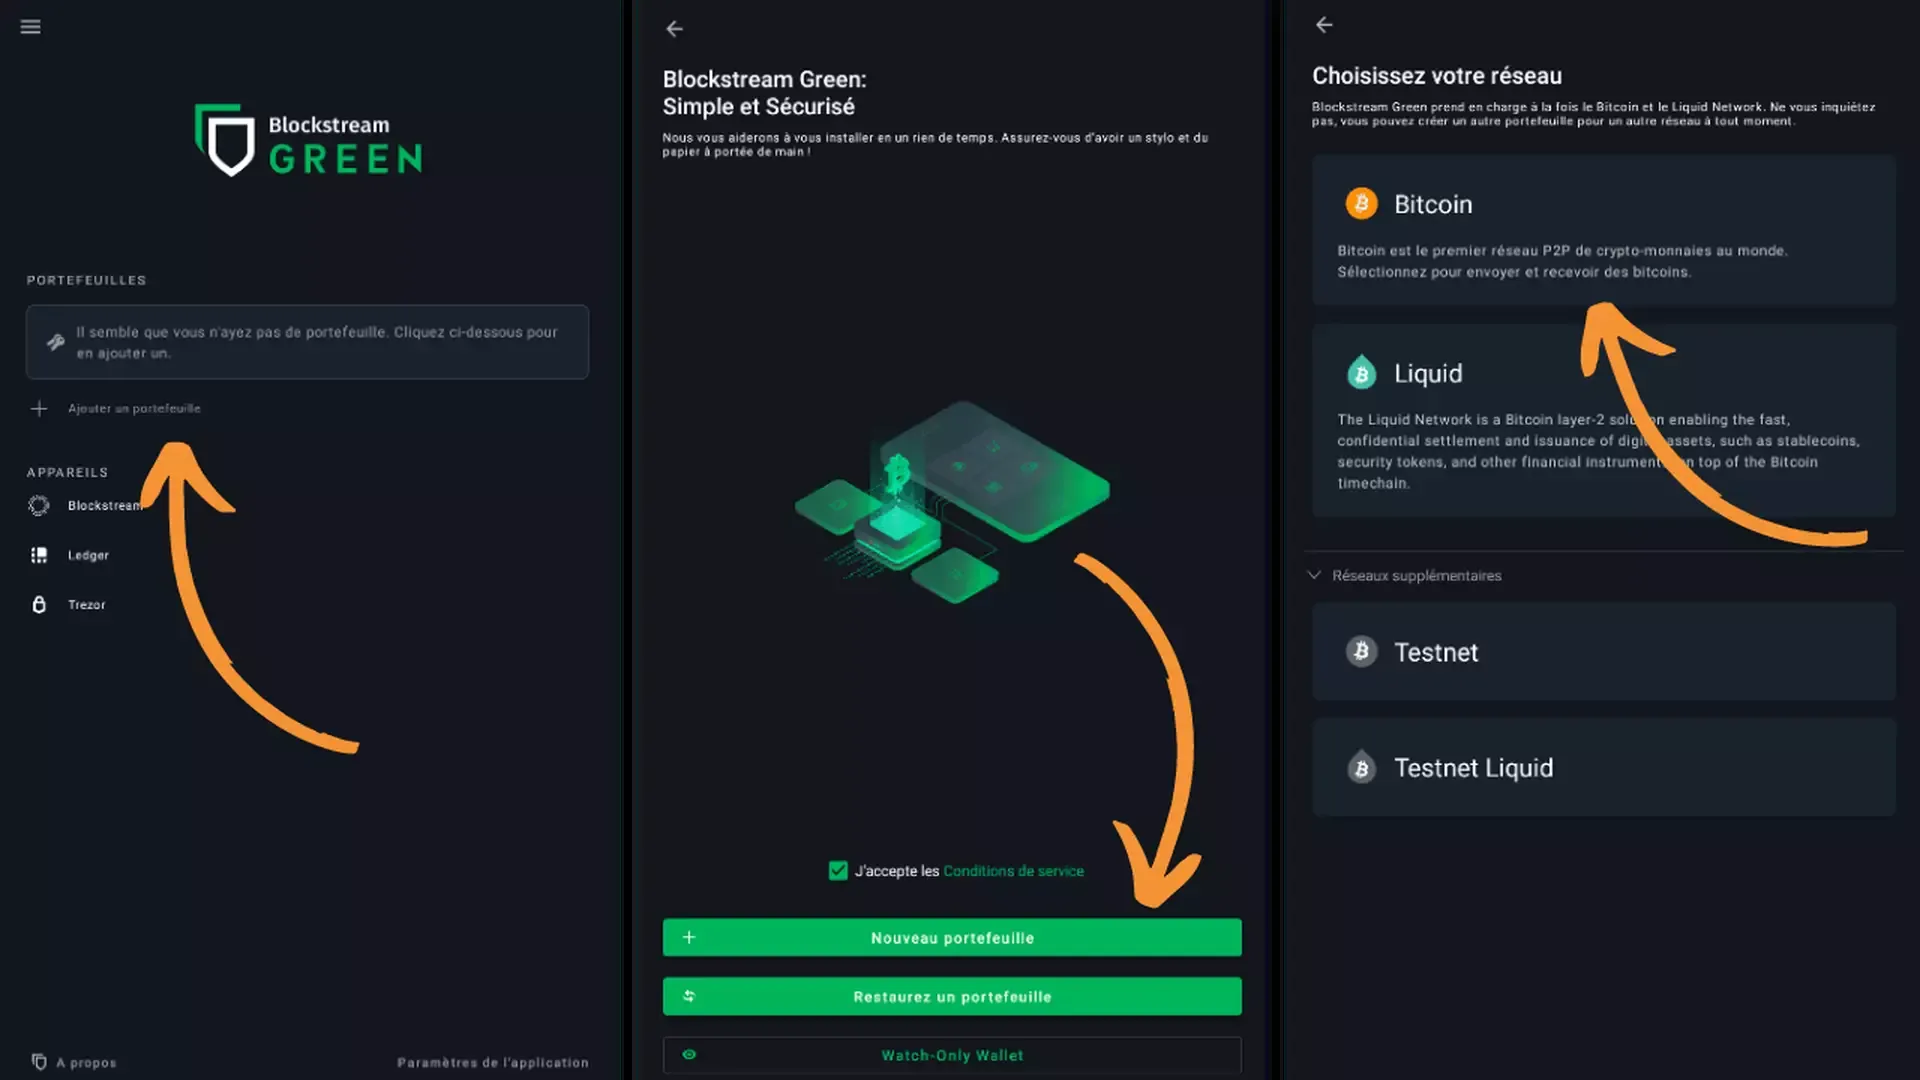 Blockstream
GREEN
PORTEFEUILLES
Il semble que vous n'ayez pas de portefeuille. Cliquez ci-dessous pour
en ajouter un.
Ajouter un portefeuille
APPAREILS
Blockstream
Ledger
Trezor
A propos
Paramètres de l'application
Blockstream Green:
Simple et Sécurisé
Nous vous aiderons à vous installer en un rien de temps. Assurez-vous d'avoir un stylo et du
papier à portée de main !
J'accepte les Conditions de service
Nouveau portefeuille
Restaurez un portefeuille
Watch-Only Wallet
Choisissez votre réseau
Blockstream Green prend en charge à la fois le Bitcoin et le Liquid Network. Ne vous inquiétez
pas, vous pouvez créer un autre portefeuille pour un autre réseau à tout moment.
Bitcoin
Bitcoin est le premier réseau P2P de crypto-monnaies au monde.
Sélectionnez pour envoyer et recevoir des bitcoins.
Liquid
The Liquid Network is a Bitcoin layer-2 solution enabling the fast,
confidential settlement and issuance of digital assets, such as stablecoins,
security tokens, and other financial instruments on top of the Bitcoin
timechain.
Réseaux supplémentaires
Testnet
Testnet Liquid